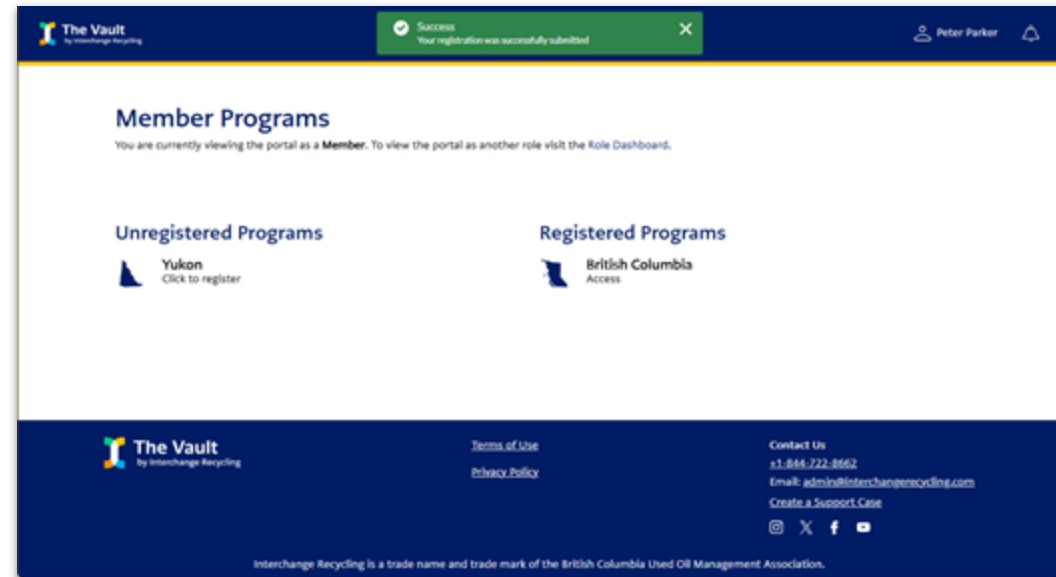 The Vault
by Interchange Recycling
Success
Your registration was successfully submitted
Peter Parker
Member Programs
You are currently viewing the portal as a Member. To view the portal as another role visit the Role Dashboard.
Unregistered Programs
Yukon
Click to register
Registered Programs
British Columbia
Access
The Vault
by Interchange Recycling
Terms of Use
Privacy Policy
Contact Us
+1-844-722-8662
Email: admin@interchangerecycling.com
Create a Support Case
Interchange Recycling is a trade name and trade mark of the British Columbia Used Oil Management Association.